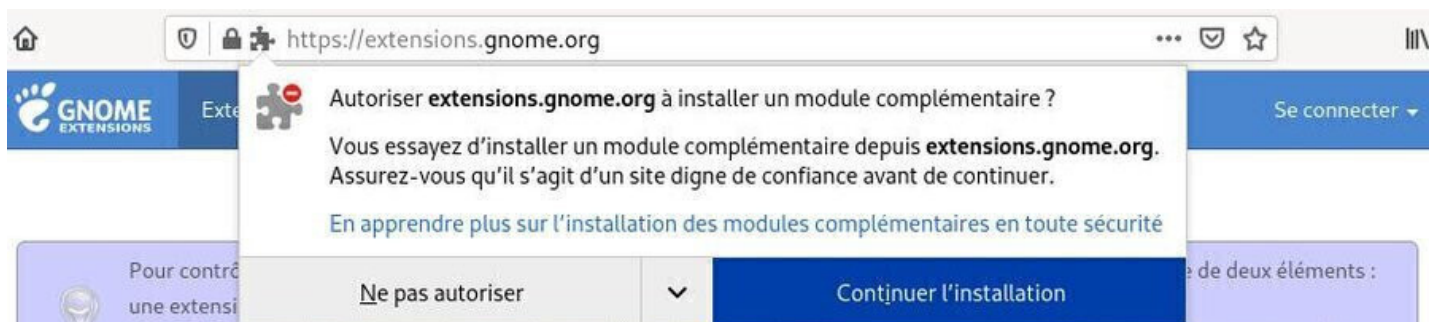 https://extensions.gnome.org
GNOME
EXTENSIONS
Se connecter
Autoriser extensions.gnome.org à installer un module complémentaire ?
Vous essayez d’installer un module complémentaire depuis extensions.gnome.org.
Assurez-vous qu’il s’agit d’un site digne de confiance avant de continuer.
En apprendre plus sur l’installation des modules complémentaires en toute sécurité
Pour de deux éléments :
une
Ne pas autoriser
Continuer l’installation